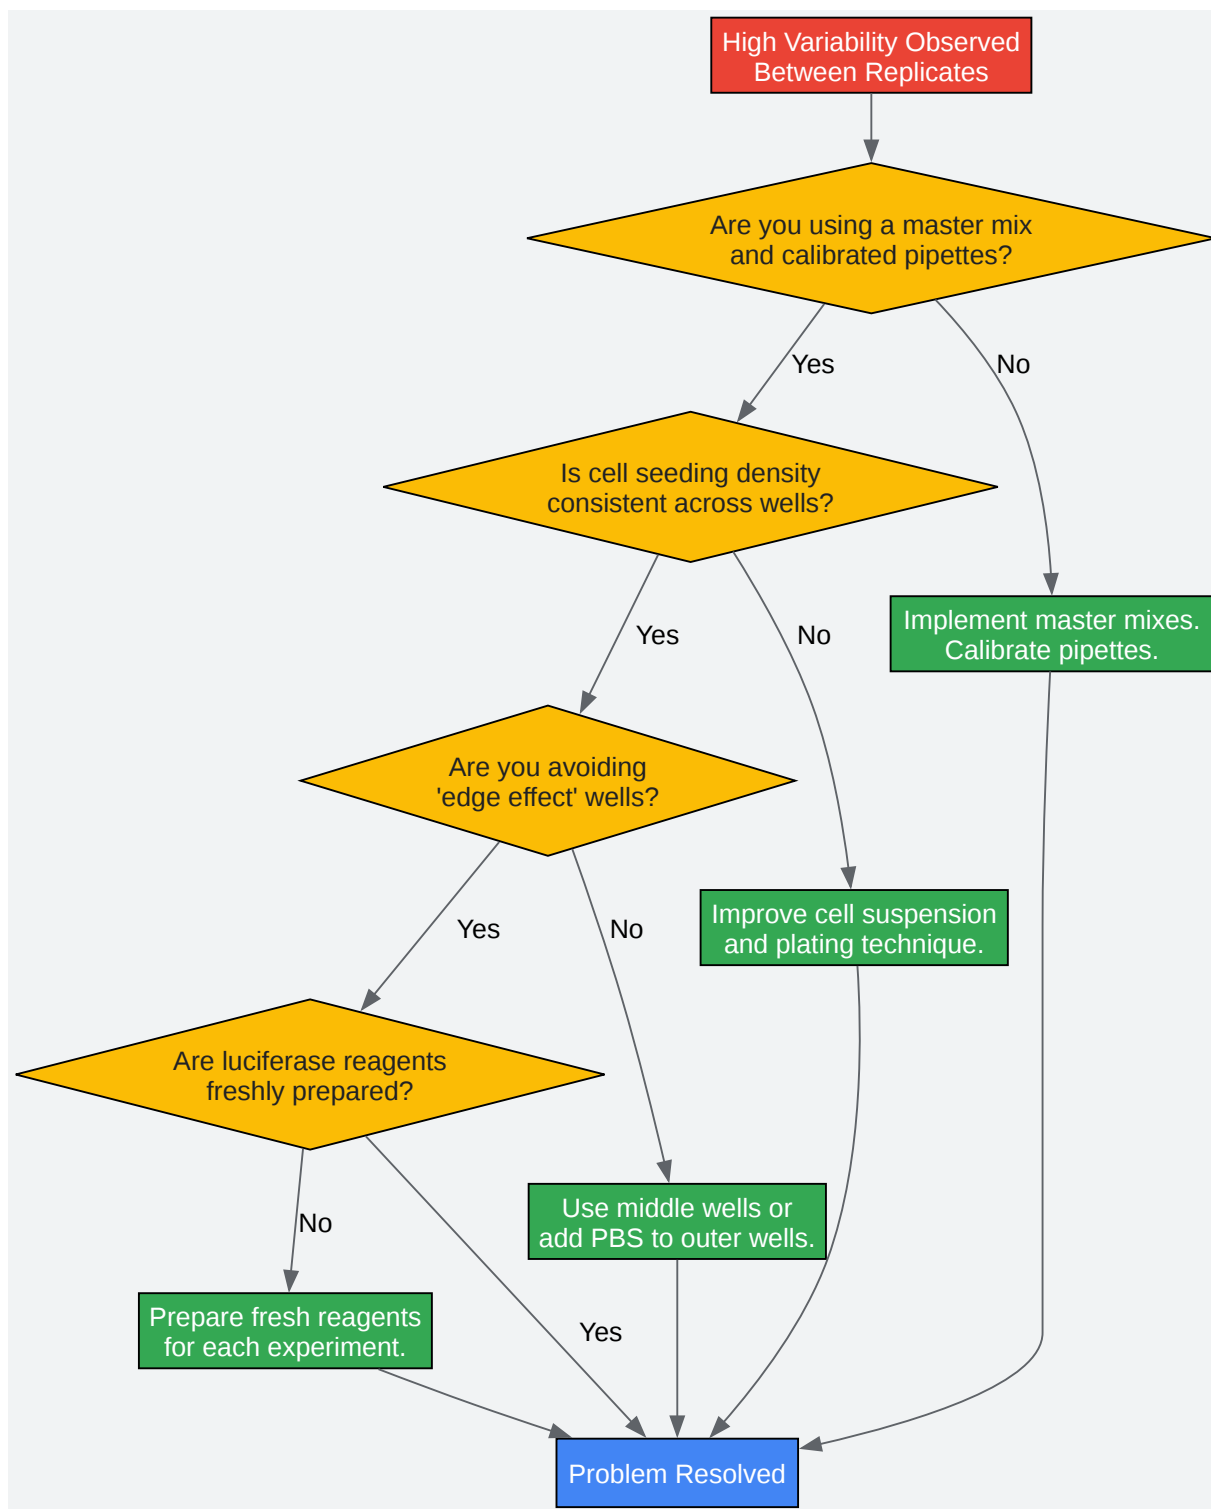 High Variability Observed
Between Replicates
Are you using a master mix
and calibrated pipettes?
Yes
No
Is cell seeding density
consistent across wells?
Implement master mixes.
Calibrate pipettes.
Yes
No
Are you avoiding
'edge effect' wells?
Improve cell suspension
and plating technique.
Yes
No
Are luciferase reagents
freshly prepared?
Use middle wells or
add PBS to outer wells.
No
Prepare fresh reagents
for each experiment.
Yes
Problem Resolved